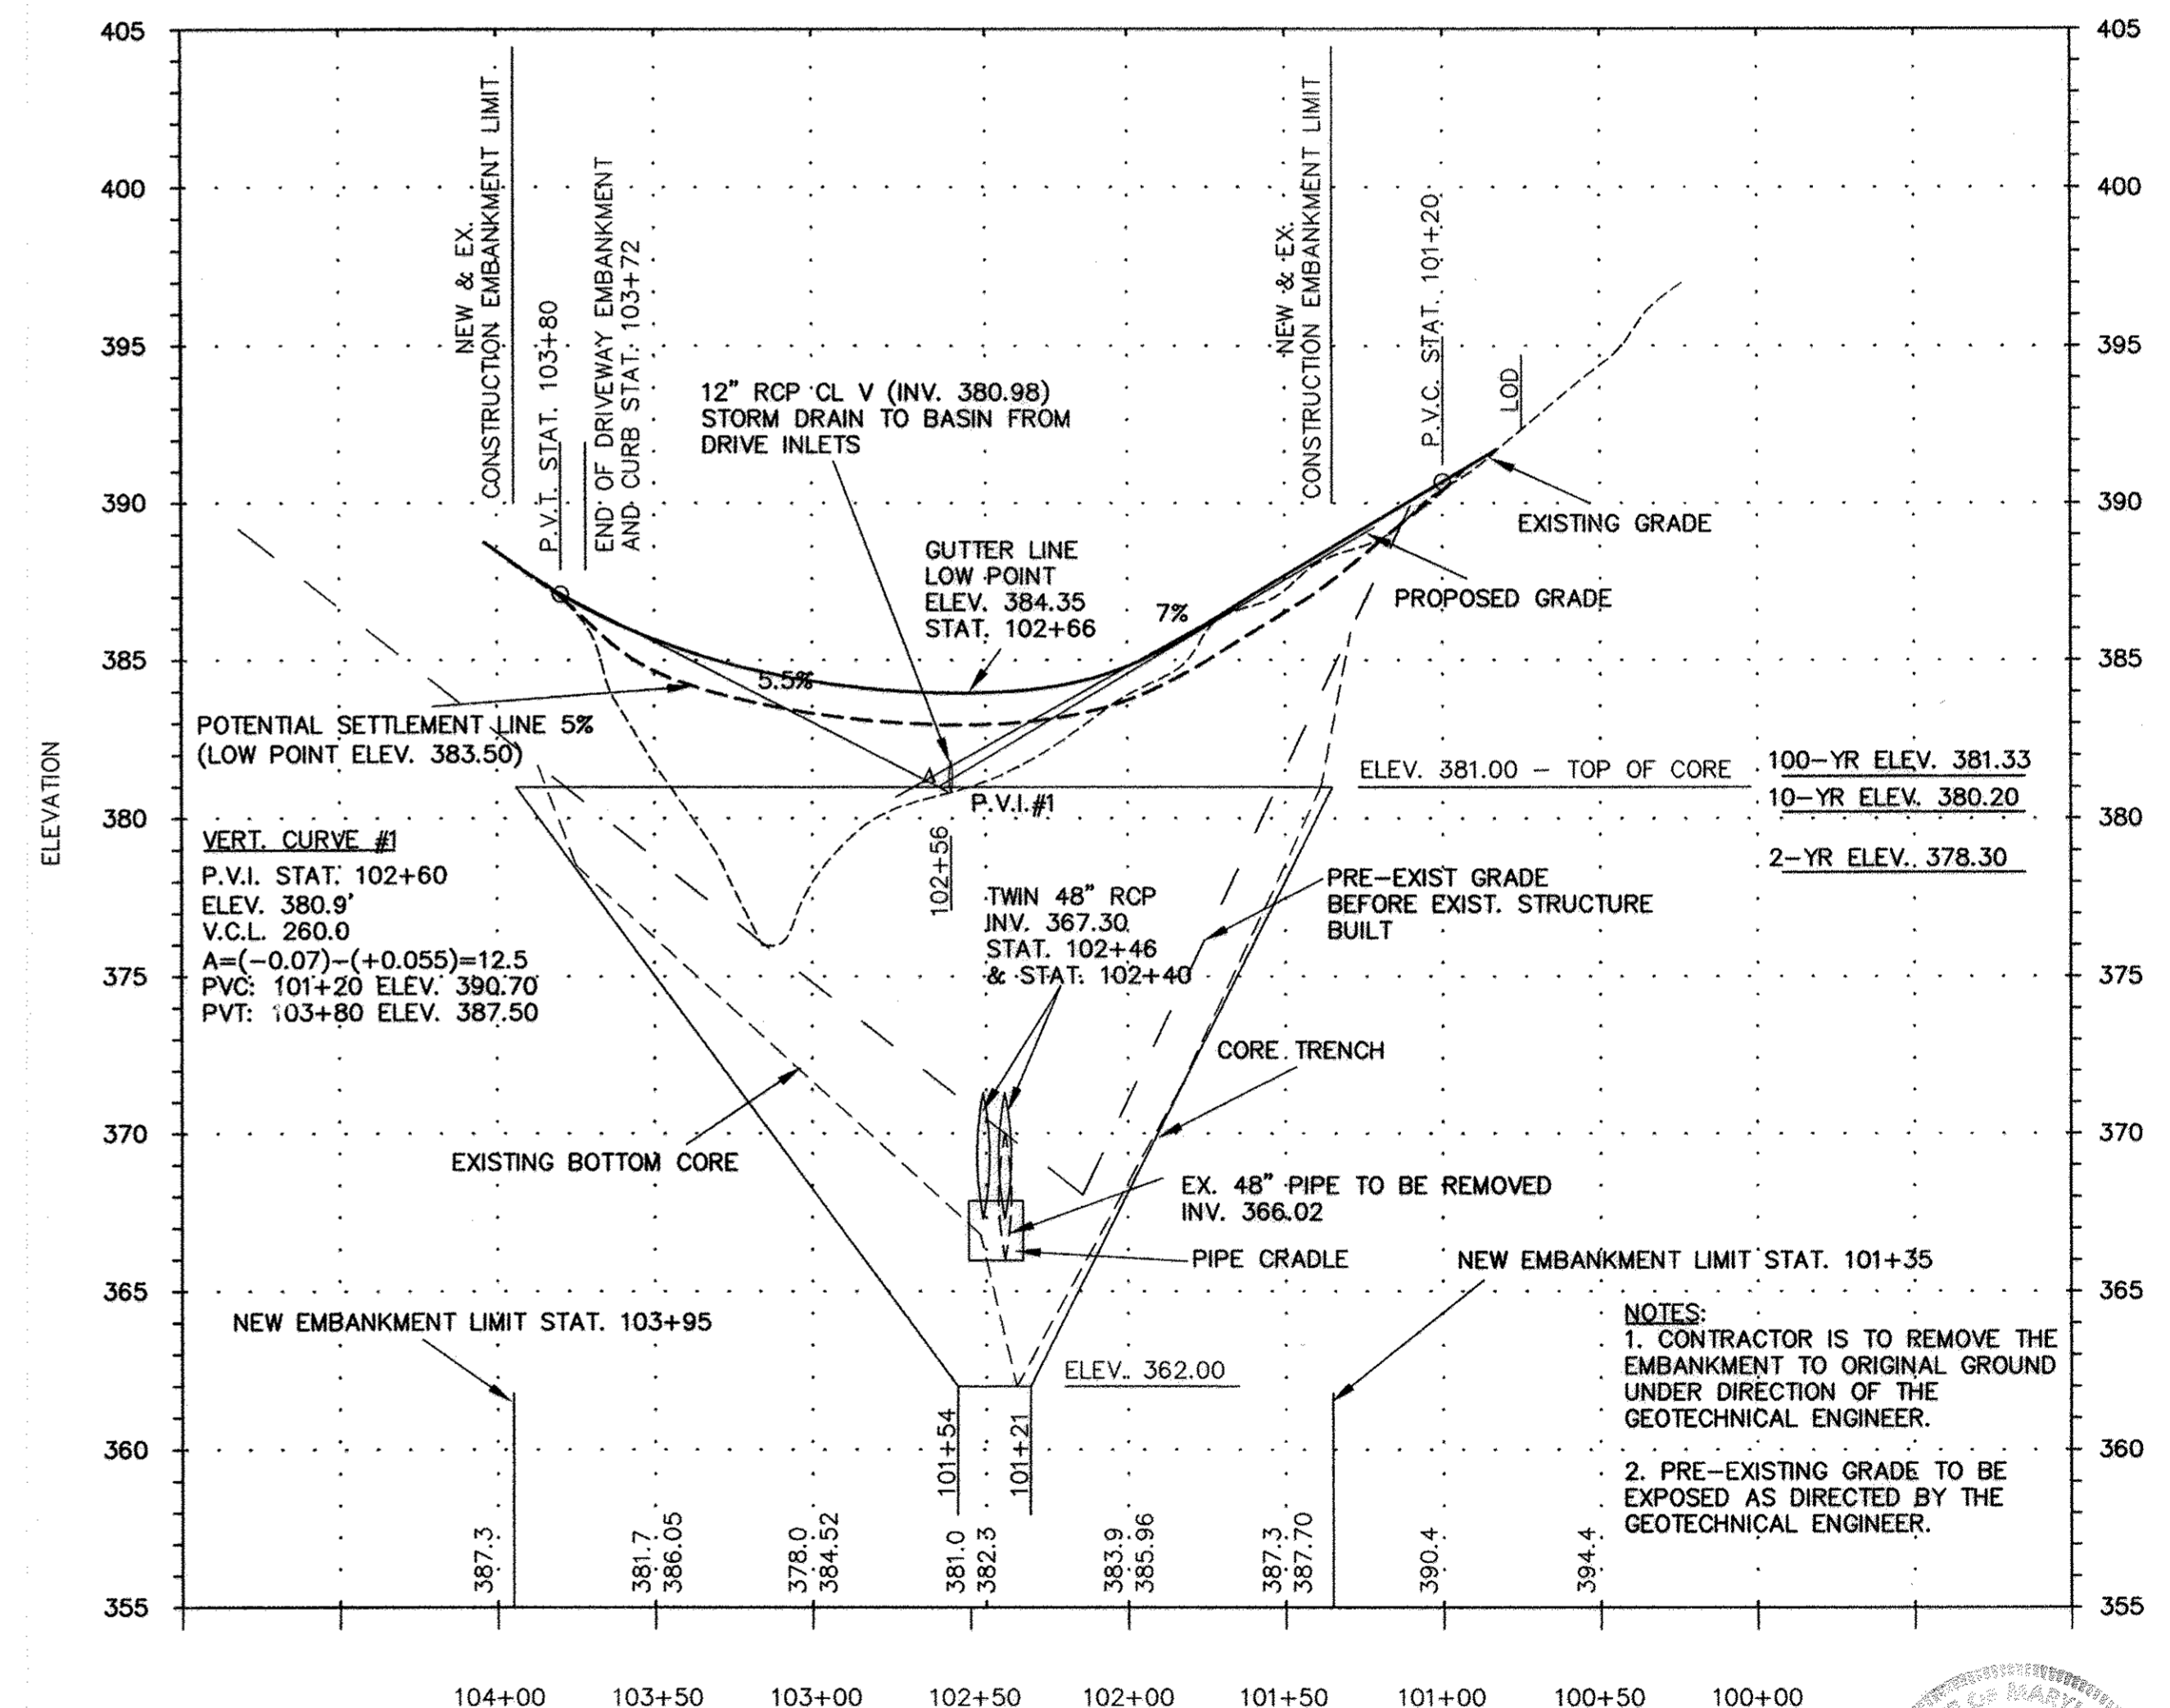 405
400
395
390
385
380
375
370
365
360
355
ELEVATION
405
400
395
390
385
380
375
370
365
360
355
NEW & EX.
CONSTRUCTION EMBANKMENT LIMIT
P.V.T. STAT. 103+80
END OF DRIVEWAY EMBANKMENT
AND CURB STAT. 103+72
12" RCP CL V (INV. 380.98)
STORM DRAIN TO BASIN FROM
DRIVE INLETS
GUTTER LINE
LOW POINT
ELEV. 384.35
STAT. 102+66
NEW & EX.
CONSTRUCTION EMBANKMENT LIMIT
P.V.C. STAT. 101+20
LOD
EXISTING GRADE
PROPOSED GRADE
7%
5.5%
POTENTIAL SETTLEMENT LINE 5%
(LOW POINT ELEV. 383.50)
ELEV. 381.00 – TOP OF CORE
100–YR ELEV. 381.33
10–YR ELEV. 380.20
2–YR ELEV. 378.30
P.V.I. #1
102+56
VERT. CURVE #1
P.V.I. STAT. 102+60
ELEV. 380.9'
V.C.L. 260.0
A=(−0.07)−(+0.055)=12.5
PVC: 101+20 ELEV. 390.70
PVT: 103+80 ELEV. 387.50
TWIN 48" RCP
INV. 367.30
STAT. 102+46
& STAT. 102+40
PRE–EXIST GRADE
BEFORE EXIST. STRUCTURE
BUILT
CORE TRENCH
EXISTING BOTTOM CORE
EX. 48" PIPE TO BE REMOVED
INV. 366.02
PIPE CRADLE
NEW EMBANKMENT LIMIT STAT. 101+35
NEW EMBANKMENT LIMIT STAT. 103+95
ELEV. 362.00
101+54
101+21
NOTES:
1. CONTRACTOR IS TO REMOVE THE
EMBANKMENT TO ORIGINAL GROUND
UNDER DIRECTION OF THE
GEOTECHNICAL ENGINEER.
2. PRE–EXISTING GRADE TO BE
EXPOSED AS DIRECTED BY THE
GEOTECHNICAL ENGINEER.
387.3
381.7
386.05
378.0
384.52
381.0
382.3
383.9
385.96
387.3
387.70
390.4
394.4
104+00
103+50
103+00
102+50
102+00
101+50
101+00
100+50
100+00
OF